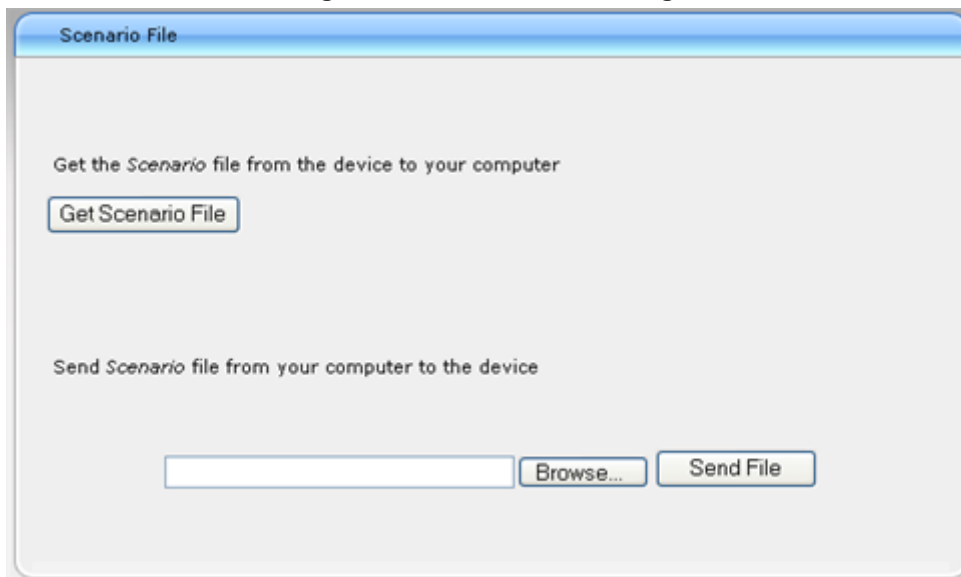 Scenario File
Get the Scenario file from the device to your computer
Get Scenario File
Send Scenario file from your computer to the device
Browse... Send File